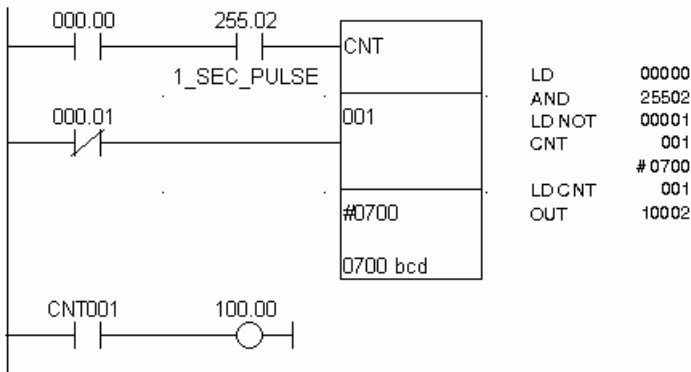 000.00 255.02
CNT
1_SEC_PULSE
000.01
001
#0700
0700 bcd
CNT001 100.00
LD 00000
AND 25502
LD NOT 00001
CNT 001
#0700
LD CNT 001
OUT 10002